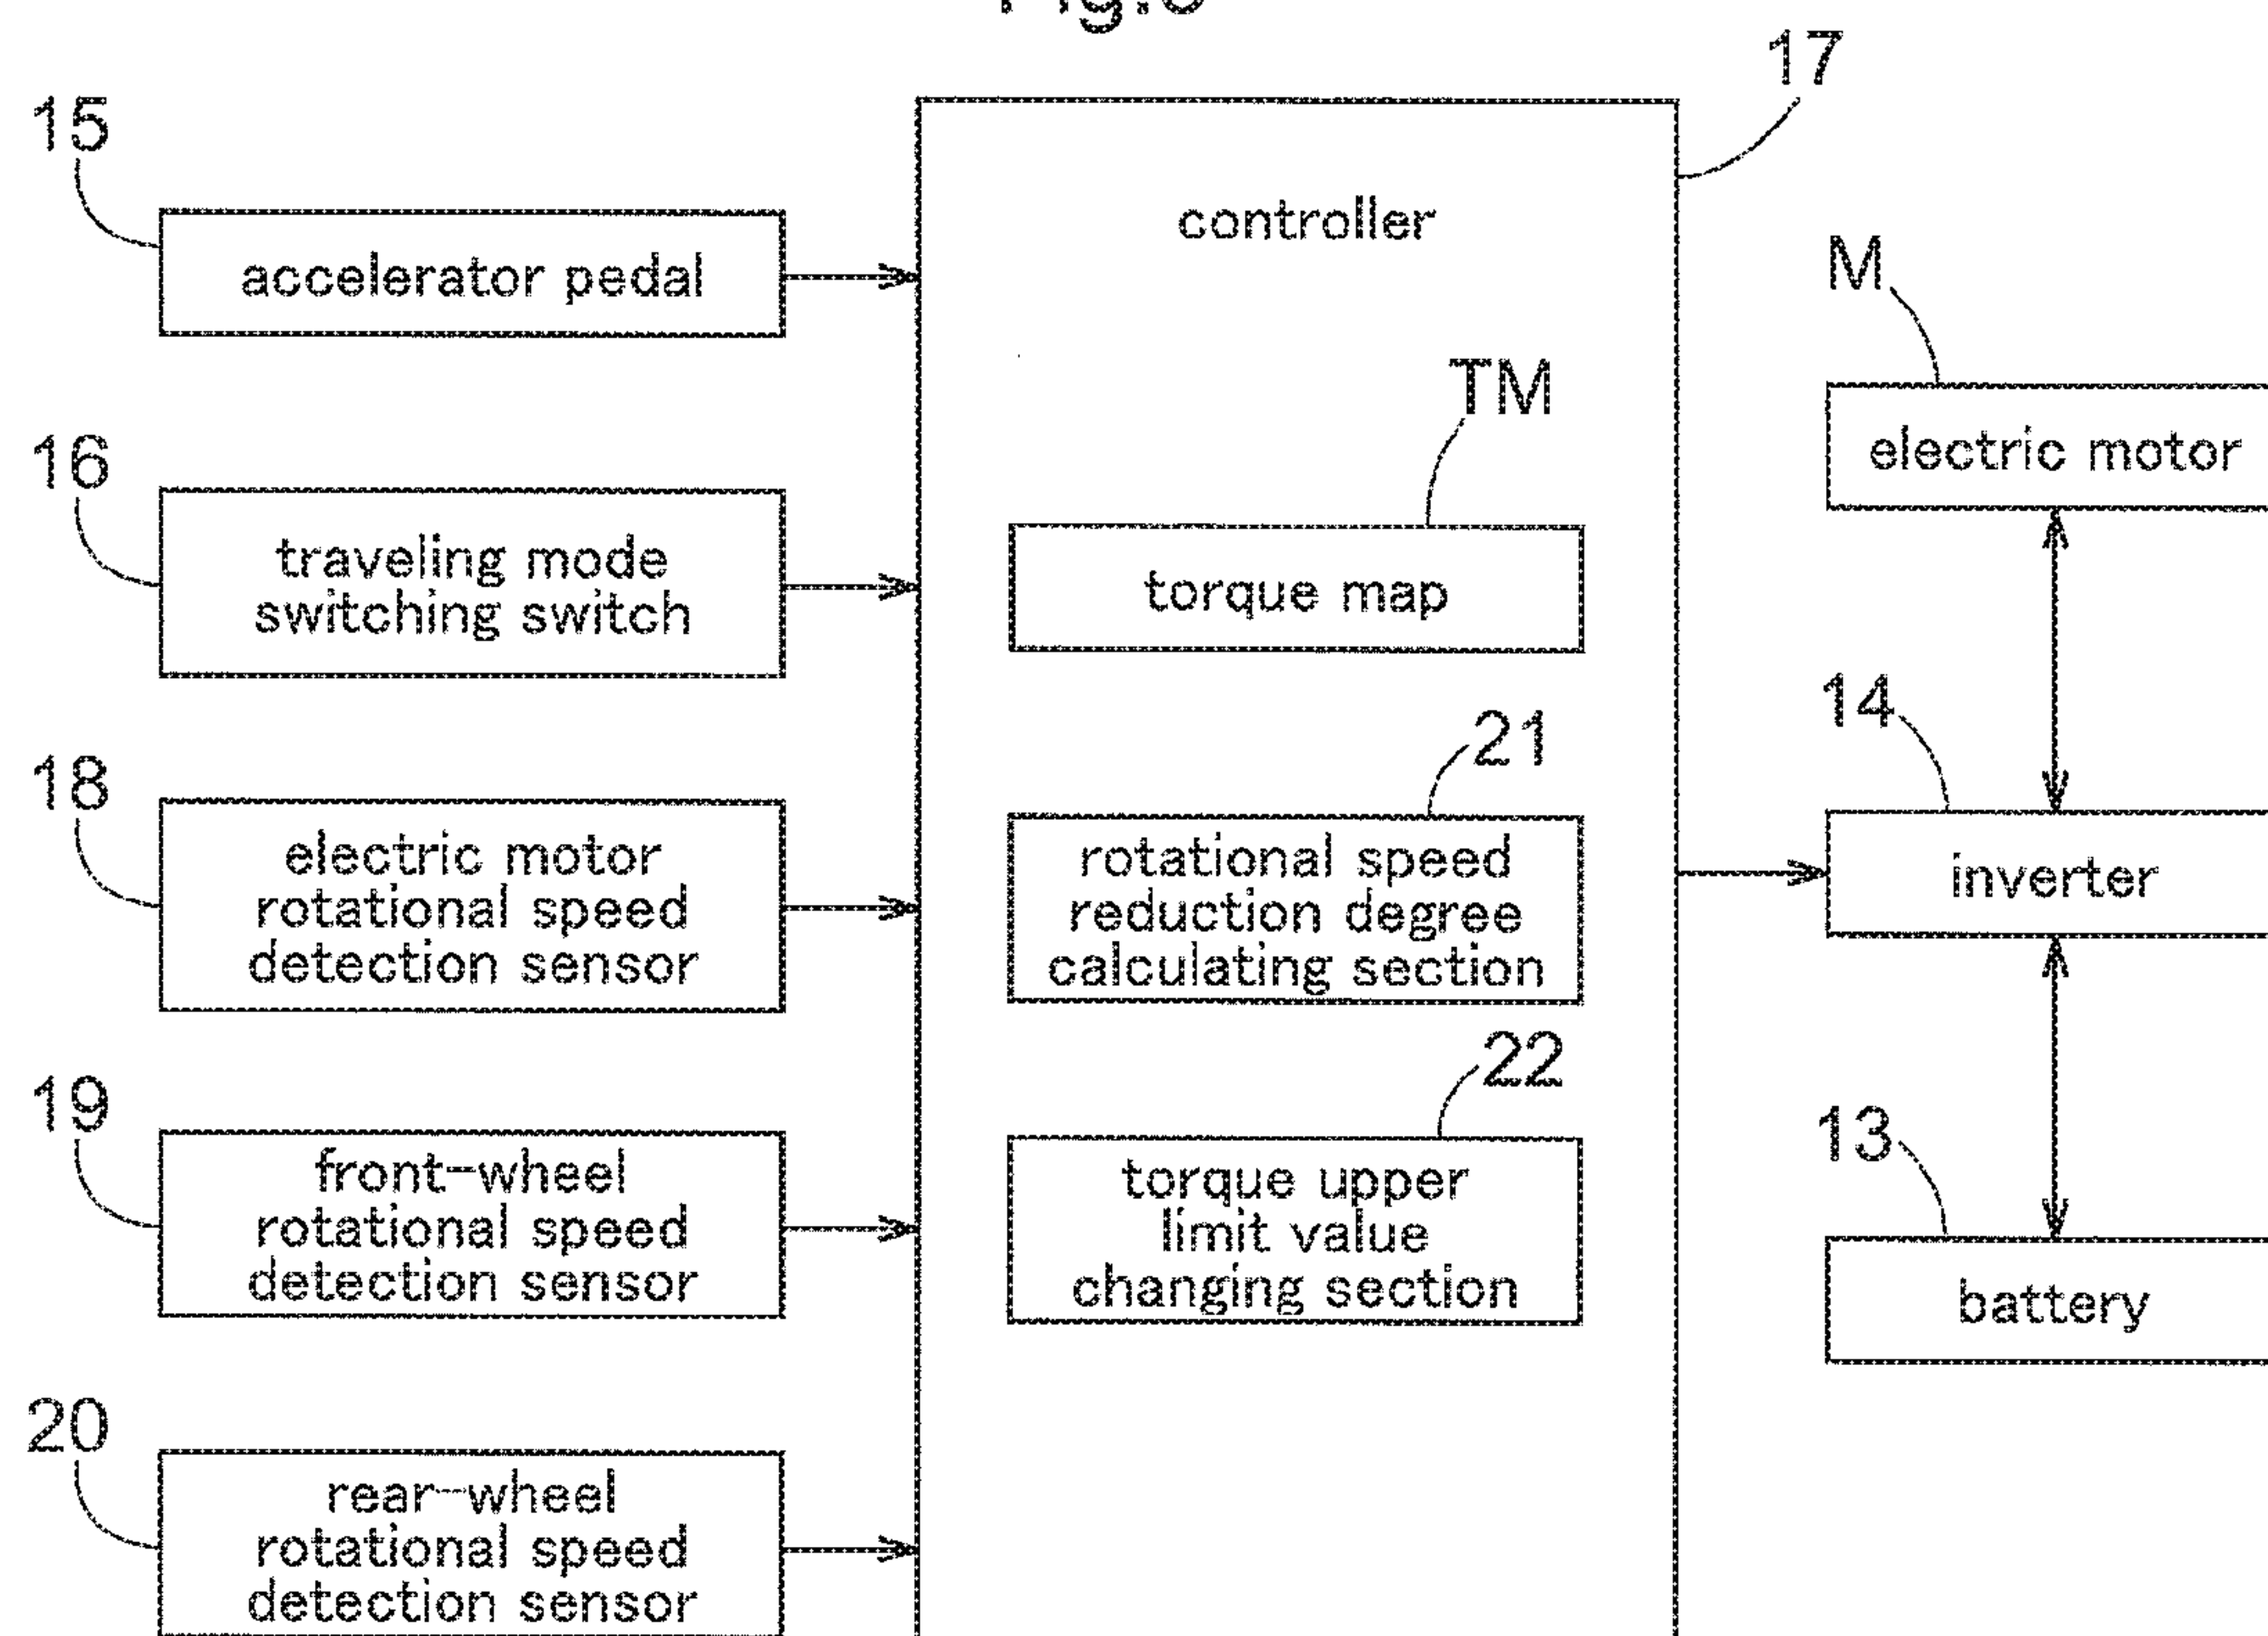 17
15
controller
accelerator pedal
M
TM
electric motor
16
traveling mode
switching switch
torque map
14
21
18
electric motor
rotational speed
detection sensor
rotational speed
reduction degree
calculating section
inverter
22
19
front-wheel
rotational speed
detection sensor
torque upper
limit value
changing section
13
battery
20
rear-wheel
rotational speed
detection sensor